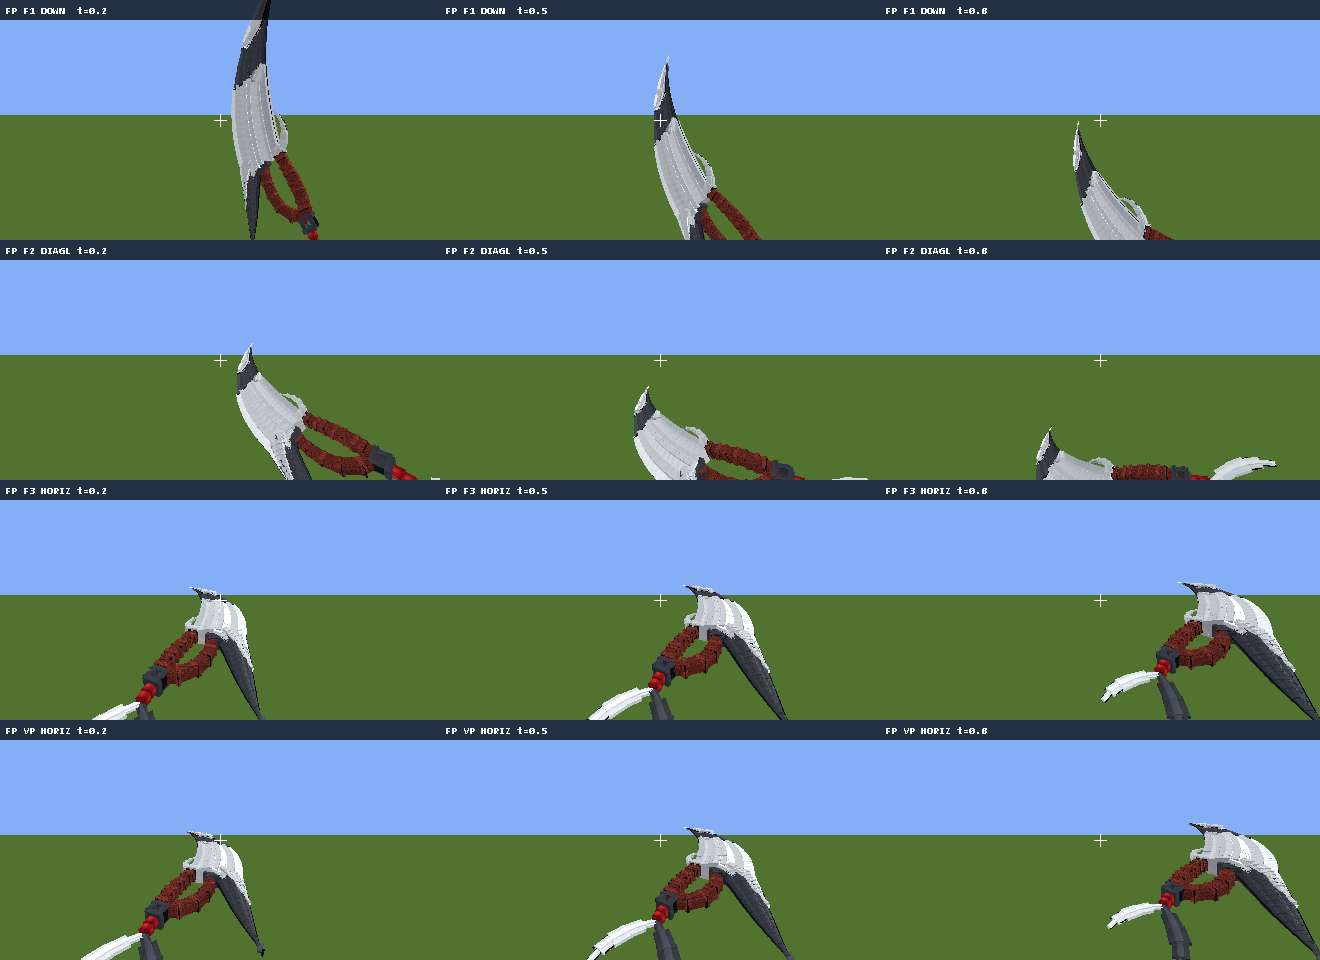 FP F1 DOWN t=0.2
FP F1 DOWN t=0.5
FP F1 DOWN t=0.8
FP F2 DIAGL t=0.2
FP F2 DIAGL t=0.5
FP F2 DIAGL t=0.8
FP F3 HORIZ t=0.2
FP F3 HORIZ t=0.5
FP F3 HORIZ t=0.8
FP VP HORIZ t=0.2
FP VP HORIZ t=0.5
FP VP HORIZ t=0.8